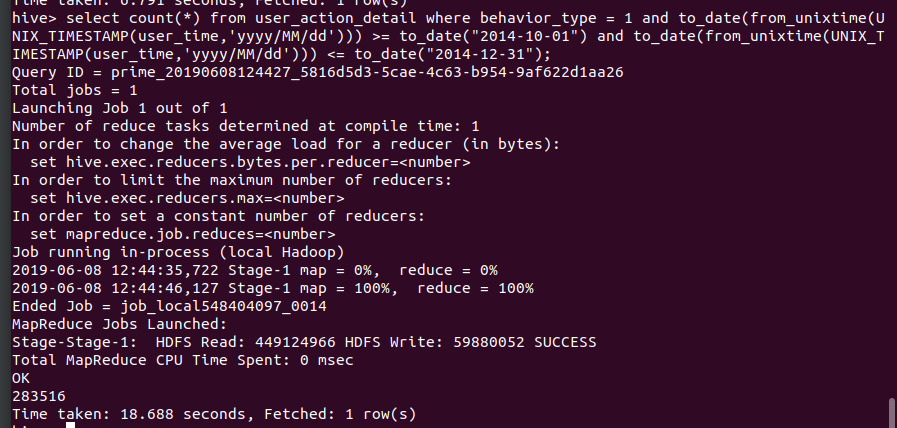 Time taken: 6.791 seconds, Fetched: 1 row(s)
hive> select count(*) from user_action_detail where behavior_type = 1 and to_date(from_unixtime(U
NIX_TIMESTAMP(user_time,'yyyy/MM/dd'))) >= to_date("2014-10-01") and to_date(from_unixtime(UNIX_T
IMESTAMP(user_time,'yyyy/MM/dd'))) <= to_date("2014-12-31");
Query ID = prime_20190608124427_5816d5d3-5cae-4c63-b954-9af622d1aa26
Total jobs = 1
Launching Job 1 out of 1
Number of reduce tasks determined at compile time: 1
In order to change the average load for a reducer (in bytes):
  set hive.exec.reducers.bytes.per.reducer=<number>
In order to limit the maximum number of reducers:
  set hive.exec.reducers.max=<number>
In order to set a constant number of reducers:
  set mapreduce.job.reduces=<number>
Job running in-process (local Hadoop)
2019-06-08 12:44:35,722 Stage-1 map = 0%,  reduce = 0%
2019-06-08 12:44:46,127 Stage-1 map = 100%,  reduce = 100%
Ended Job = job_local548404097_0014
MapReduce Jobs Launched:
Stage-Stage-1:  HDFS Read: 449124966 HDFS Write: 59880052 SUCCESS
Total MapReduce CPU Time Spent: 0 msec
OK
283516
Time taken: 18.688 seconds, Fetched: 1 row(s)